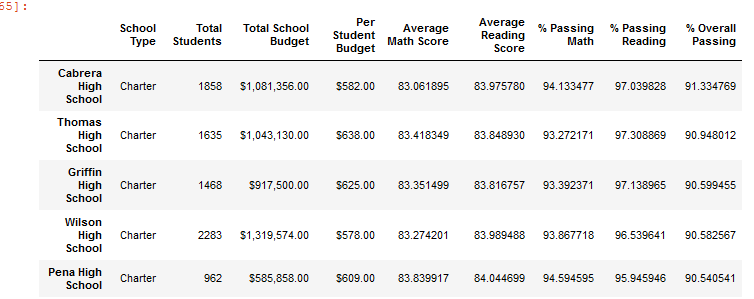 65]:
School Type Total Students Total School Budget Per Student Budget Average Math Score Average Reading Score % Passing Math % Passing Reading % Overall Passing
Cabrera High School Charter 1858 $1,081,356.00 $582.00 83.061895 83.975780 94.133477 97.039828 91.334769
Thomas High School Charter 1635 $1,043,130.00 $638.00 83.418349 83.848930 93.272171 97.308869 90.948012
Griffin High School Charter 1468 $917,500.00 $625.00 83.351499 83.816757 93.392371 97.138965 90.599455
Wilson High School Charter 2283 $1,319,574.00 $578.00 83.274201 83.989488 93.867718 96.539641 90.582567
Pena High School Charter 962 $585,858.00 $609.00 83.839917 84.044699 94.594595 95.945946 90.540541